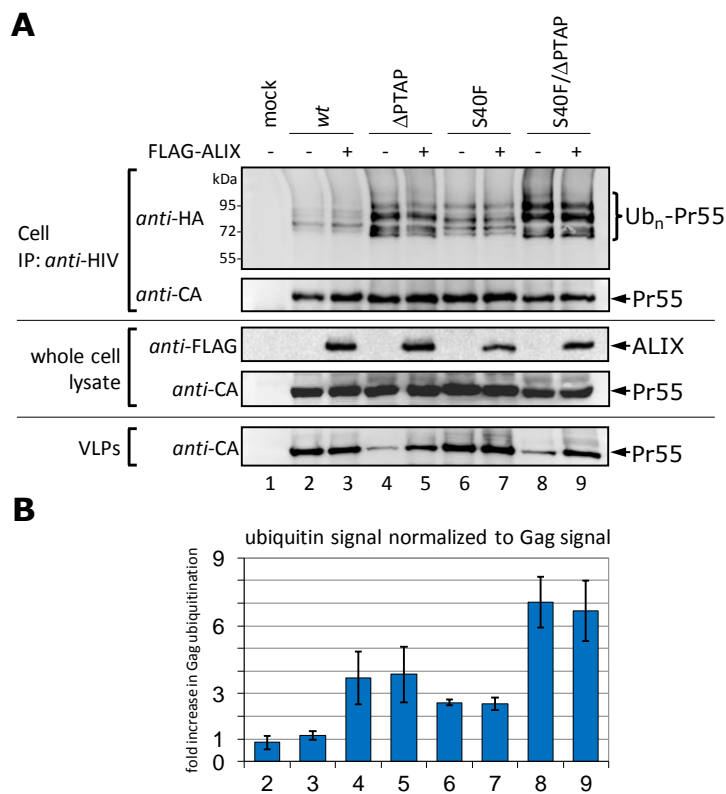 A
mock
wt
ΔPTAP
S40F
S40F/ΔPTAP
FLAG-ALIX - + - + - + - +
kDa
95
72
55
Cell
IP: anti-HIV
anti-HA
Ubn-Pr55
anti-CA
Pr55
whole cell
lysate
anti-FLAG
ALIX
anti-CA
Pr55
VLPs
anti-CA
Pr55
1 2 3 4 5 6 7 8 9
B
ubiquitin signal normalized to Gag signal
fold increase in Gag ubiquitination
9
6
3
1
0
2 3 4 5 6 7 8 9